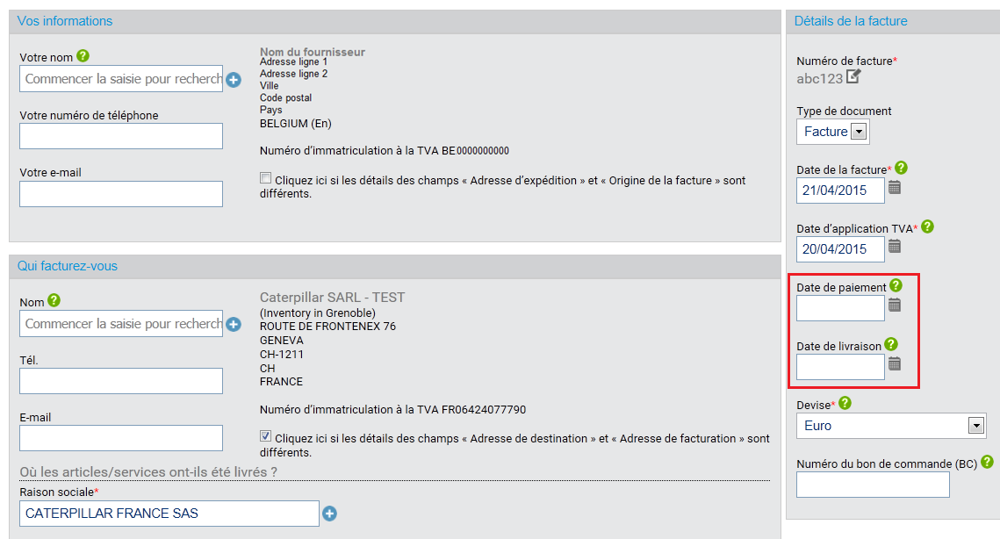 Vos informations
Votre nom ?
Commencer la saisie pour recherch
Votre numéro de téléphone
Votre e-mail
Nom du fournisseur
Adresse ligne 1
Adresse ligne 2
Ville
Code postal
Pays
BELGIUM (En)
Numéro d’immatriculation à la TVA BE0000000000
Cliquez ici si les détails des champs « Adresse d’expédition » et « Origine de la facture » sont
différents.
Qui facturez-vous
Nom ?
Commencer la saisie pour recherch
Tél.
E-mail
Caterpillar SARL - TEST
(Inventory in Grenoble)
ROUTE DE FRONTENEX 76
GENEVA
CH-1211
CH
FRANCE
Numéro d’immatriculation à la TVA FR06424077790
Cliquez ici si les détails des champs « Adresse de destination » et « Adresse de facturation » sont
différents.
Où les articles/services ont-ils été livrés ?
Raison sociale*
CATERPILLAR FRANCE SAS
Détails de la facture
Numéro de facture*
abc123
Type de document
Facture
Date de la facture* ?
21/04/2015
Date d’application TVA* ?
20/04/2015
Date de paiement ?
Date de livraison ?
Devise* ?
Euro
Numéro du bon de commande (BC) ?